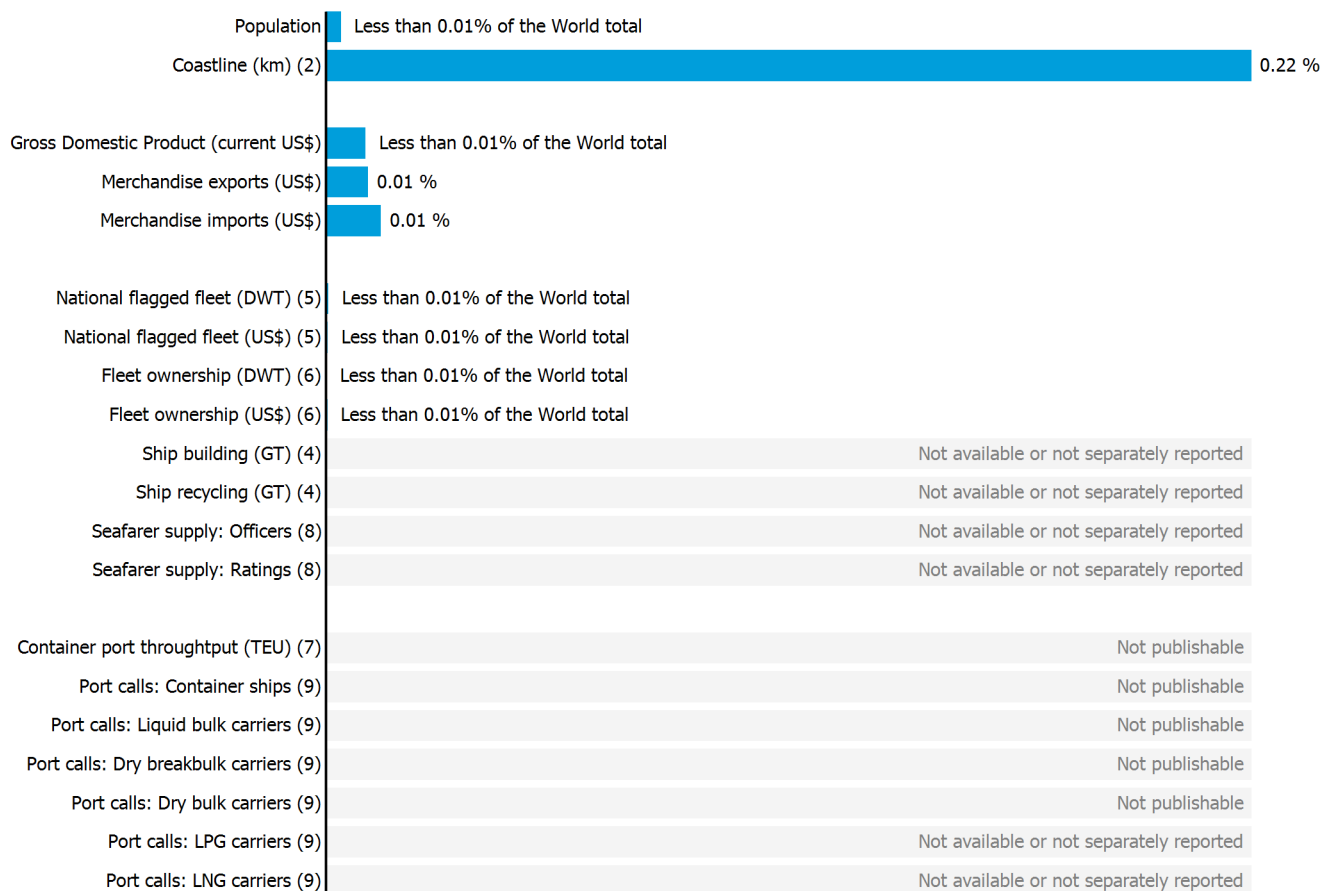 Population Less than 0.01% of the World total
Coastline (km) (2) 0.22 %
Gross Domestic Product (current US$) Less than 0.01% of the World total
Merchandise exports (US$) 0.01 %
Merchandise imports (US$) 0.01 %
National flagged fleet (DWT) (5) Less than 0.01% of the World total
National flagged fleet (US$) (5) Less than 0.01% of the World total
Fleet ownership (DWT) (6) Less than 0.01% of the World total
Fleet ownership (US$) (6) Less than 0.01% of the World total
Ship building (GT) (4) Not available or not separately reported
Ship recycling (GT) (4) Not available or not separately reported
Seafarer supply: Officers (8) Not available or not separately reported
Seafarer supply: Ratings (8) Not available or not separately reported
Container port throughtput (TEU) (7) Not publishable
Port calls: Container ships (9) Not publishable
Port calls: Liquid bulk carriers (9) Not publishable
Port calls: Dry breakbulk carriers (9) Not publishable
Port calls: Dry bulk carriers (9) Not publishable
Port calls: LPG carriers (9) Not available or not separately reported
Port calls: LNG carriers (9) Not available or not separately reported